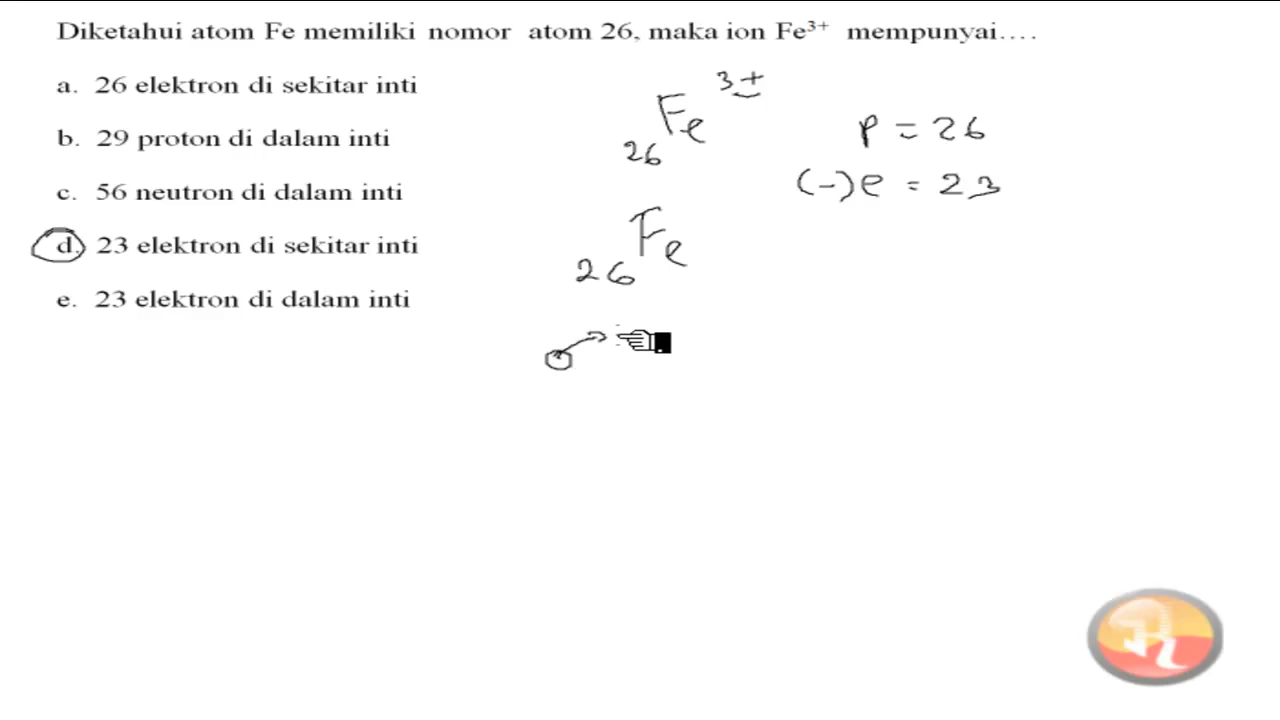 Diketahui atom Fe memiliki nomor atom 26, maka ion Fe³⁺ mempunyai….
a. 26 elektron di sekitar inti
b. 29 proton di dalam inti
c. 56 neutron di dalam inti
d. 23 elektron di sekitar inti
e. 23 elektron di dalam inti
₂₆Fe³⁺
p = 26
(-) e = 23
₂₆Fe